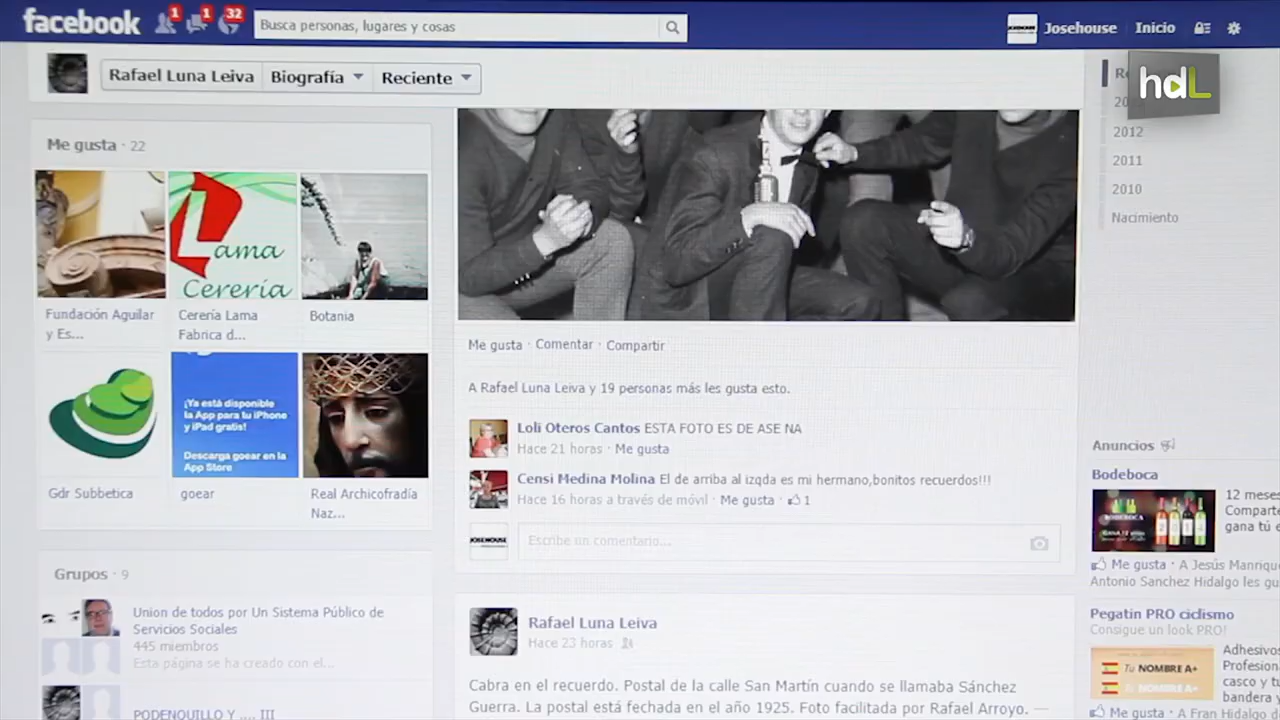 facebook
1
1
32
Busca personas, lugares y cosas
Josehouse
Inicio
Rafael Luna Leiva
Biografía
Reciente
hdL
2012
2011
2010
Nacimiento
Me gusta · 22
Lama
Cerería
Fundación Aguilar
y Es...
Cerería Lama
Fabrica d...
Botania
¡Ya está disponible
la App para tu iPhone
y iPad gratis!
Descarga goear en la
App Store
Gdr Subbetica
goear
Real Archicofradía
Naz...
Grupos · 9
Union de todos por Un Sistema Público de
Servicios Sociales
445 miembros
Esta página se ha creado con el...
Me gusta · Comentar · Compartir
A Rafael Luna Leiva y 19 personas más les gusta esto.
Loli Oteros Cantos ESTA FOTO ES DE ASE NA
Hace 21 horas · Me gusta
Censi Medina Molina El de arriba al izqda es mi hermano,bonitos recuerdos!!!
Hace 16 horas a través de móvil · Me gusta · 1
JOSEHOUSE
Escribe un comentario...
Rafael Luna Leiva
Hace 23 horas
Cabra en el recuerdo. Postal de la calle San Martín cuando se llamaba Sánchez
Guerra. La postal está fechada en el año 1925. Foto facilitada por Rafael Arroyo. —
Anuncios
Bodeboca
BODEBOCA
12 meses
Comparte
gana tú
Me gusta · A Jesús Manrique
Antonio Sanchez Hidalgo les gu
Pegatin PRO ciclismo
Consigue un look PRO!
Tu NOMBRE A+
Tu NOMBRE A+
Adhesivos
Profesion
casco y tu
bandera
Me gusta · A Fran Hidalgo